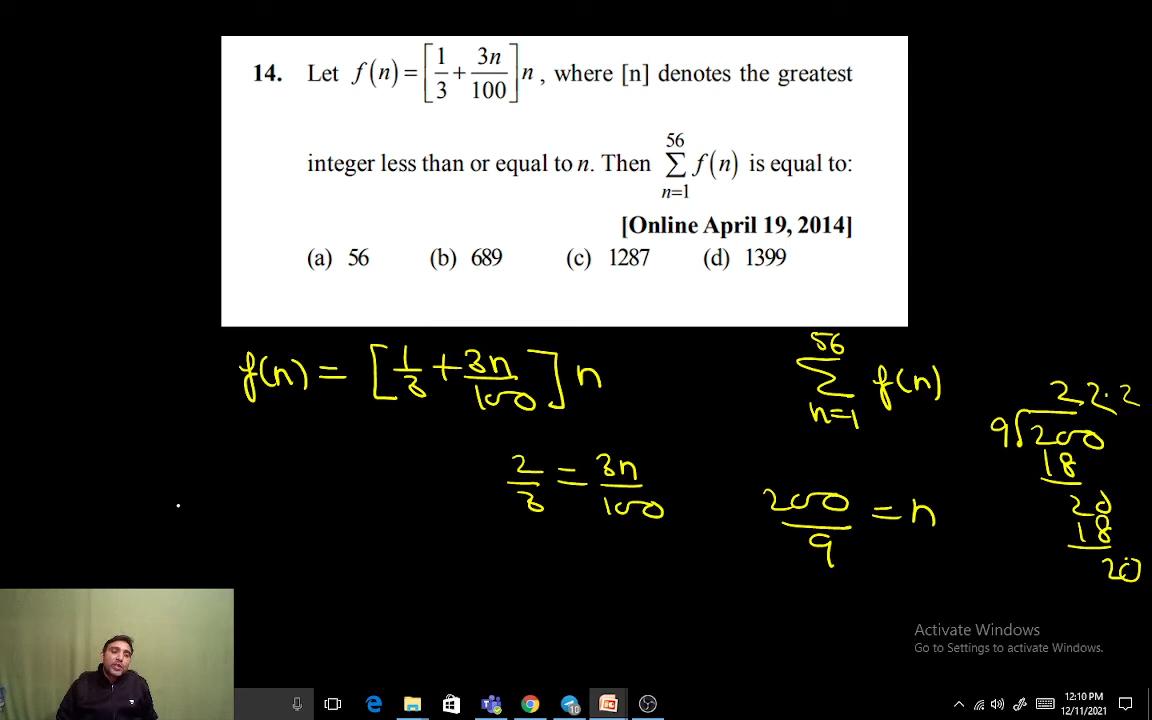 14. Let f(n) = [1/3 + 3n/100] n, where [n] denotes the greatest
integer less than or equal to n. Then ∑_{n=1}^{56} f(n) is equal to:
[Online April 19, 2014]
(a) 56 (b) 689 (c) 1287 (d) 1399
f(n) = [1/3 + 3n/100] n
∑_{n=1}^{56} f(n)
2/3 = 3n/100
200/9 = n
22.2
9)200
18
20
18
20
Activate Windows
Go to Settings to activate Windows.
10
12:10 PM
12/11/2021